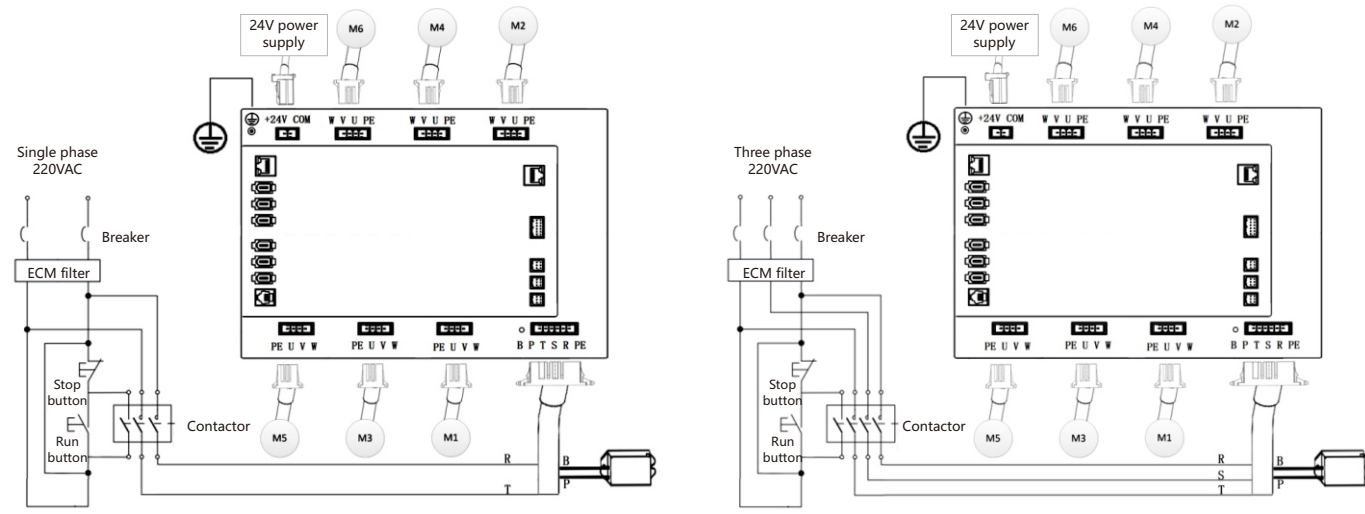 24V power
supply
M6
M4
M2
+24V COM
W V U PE
W V U PE
W V U PE
Single phase
220VAC
Breaker
ECM filter
PE U V W
PE U V W
PE U V W
B P T S R PE
Stop
button
Run
button
Contactor
M5
M3
M1
R
B
P
T
24V power
supply
M6
M4
M2
+24V COM
W V U PE
W V U PE
W V U PE
Three phase
220VAC
Breaker
ECM filter
PE U V W
PE U V W
PE U V W
B P T S R PE
Stop
button
Run
button
Contactor
M5
M3
M1
R
B
S
P
T